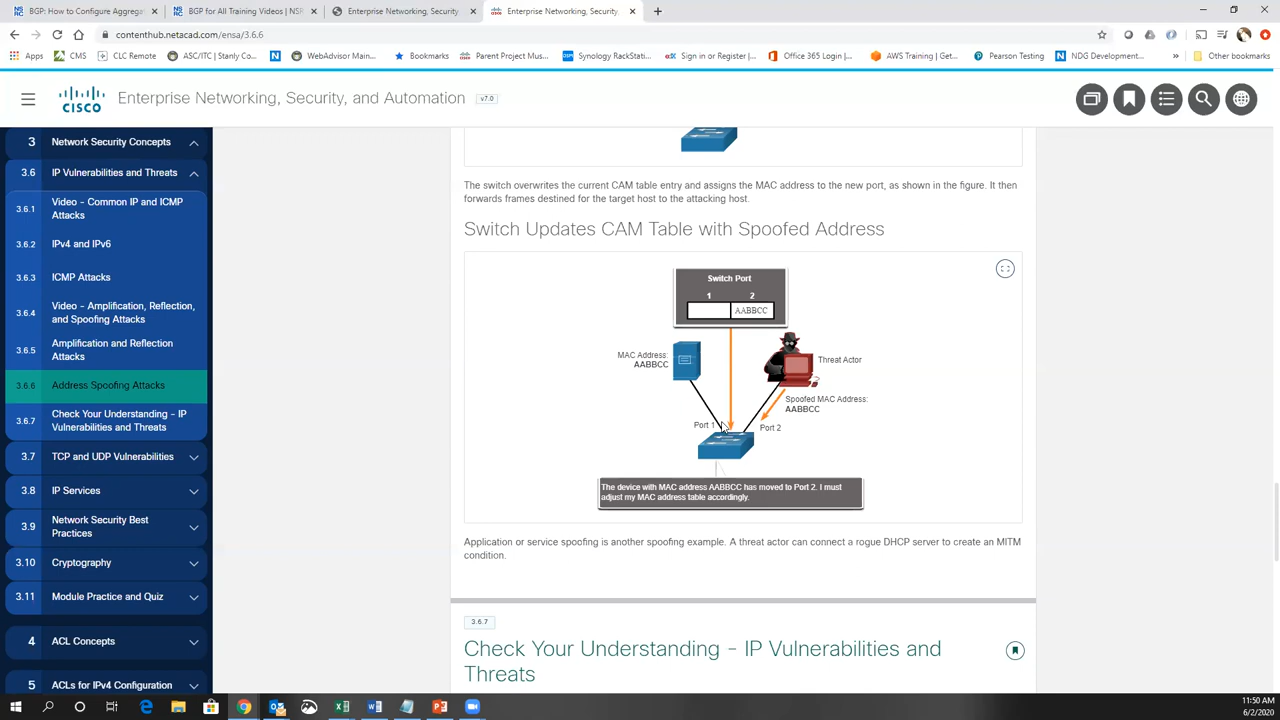 BGP: How to Configure Aggregat
BGP for All Training Videos | NSR
Enterprise Networking, Security,
Enterprise Networking, Security,
contenthub.netacad.com/ensa/3.6.6
Apps
CMS
CLC Remote
ASC/ITC | Stanly Co...
WebAdvisor Main...
Bookmarks
Parent Project Mus...
Synology RackStati...
Sign in or Register |...
Office 365 Login |...
AWS Training | Get...
Pearson Testing
NDG Development...
»
Other bookmarks
CISCO
Enterprise Networking, Security, and Automation
v7.0
3 Network Security Concepts
3.6 IP Vulnerabilities and Threats
3.6.1 Video - Common IP and ICMP
Attacks
3.6.2 IPv4 and IPv6
3.6.3 ICMP Attacks
3.6.4 Video - Amplification, Reflection,
and Spoofing Attacks
3.6.5 Amplification and Reflection
Attacks
3.6.6 Address Spoofing Attacks
3.6.7 Check Your Understanding - IP
Vulnerabilities and Threats
3.7 TCP and UDP Vulnerabilities
3.8 IP Services
3.9 Network Security Best
Practices
3.10 Cryptography
3.11 Module Practice and Quiz
4 ACL Concepts
5 ACLs for IPv4 Configuration
The switch overwrites the current CAM table entry and assigns the MAC address to the new port, as shown in the figure. It then
forwards frames destined for the target host to the attacking host.
Switch Updates CAM Table with Spoofed Address
Switch Port
1 2
AABBCC
MAC Address:
AABBCC
Threat Actor
Spoofed MAC Address:
AABBCC
Port 1
Port 2
The device with MAC address AABBCC has moved to Port 2. I must
adjust my MAC address table accordingly.
Application or service spoofing is another spoofing example. A threat actor can connect a rogue DHCP server to create an MITM
condition.
3.6.7
Check Your Understanding - IP Vulnerabilities and
Threats
11:50 AM
6/2/2020